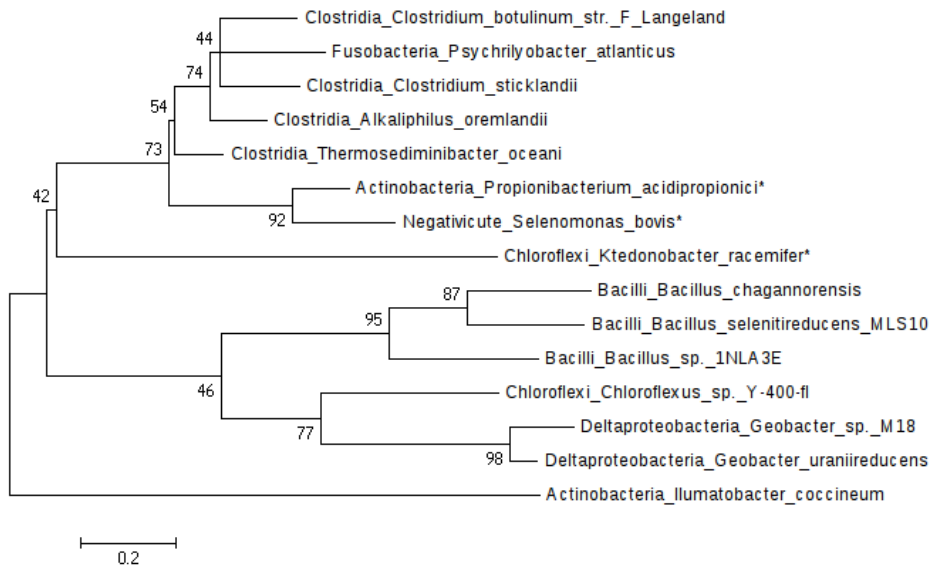 Clostridia_Clostridium_botulinum_str._F_Langeland
44
Fusobacteria_Psychrilyobacter_atlanticus
74
Clostridia_Clostridium_sticklandii
54
Clostridia_Alkaliphilus_oremlandii
73
Clostridia_Thermosediminibacter_oceani
Actinobacteria_Propionibacterium_acidipropionici*
42
92
Negativicute_Selenomonas_bovis*
Chloroflexi_Ktedonobacter_racemifer*
Bacilli_Bacillus_chagannorensis
87
95
Bacilli_Bacillus_selenitireducens_MLS10
Bacilli_Bacillus_sp._1NLA3E
46
Chloroflexi_Chloroflexus_sp._Y-400-fl
77
Deltaproteobacteria_Geobacter_sp._M18
98
Deltaproteobacteria_Geobacter_uraniireducens
Actinobacteria_Ilumatobacter_coccineum
0.2